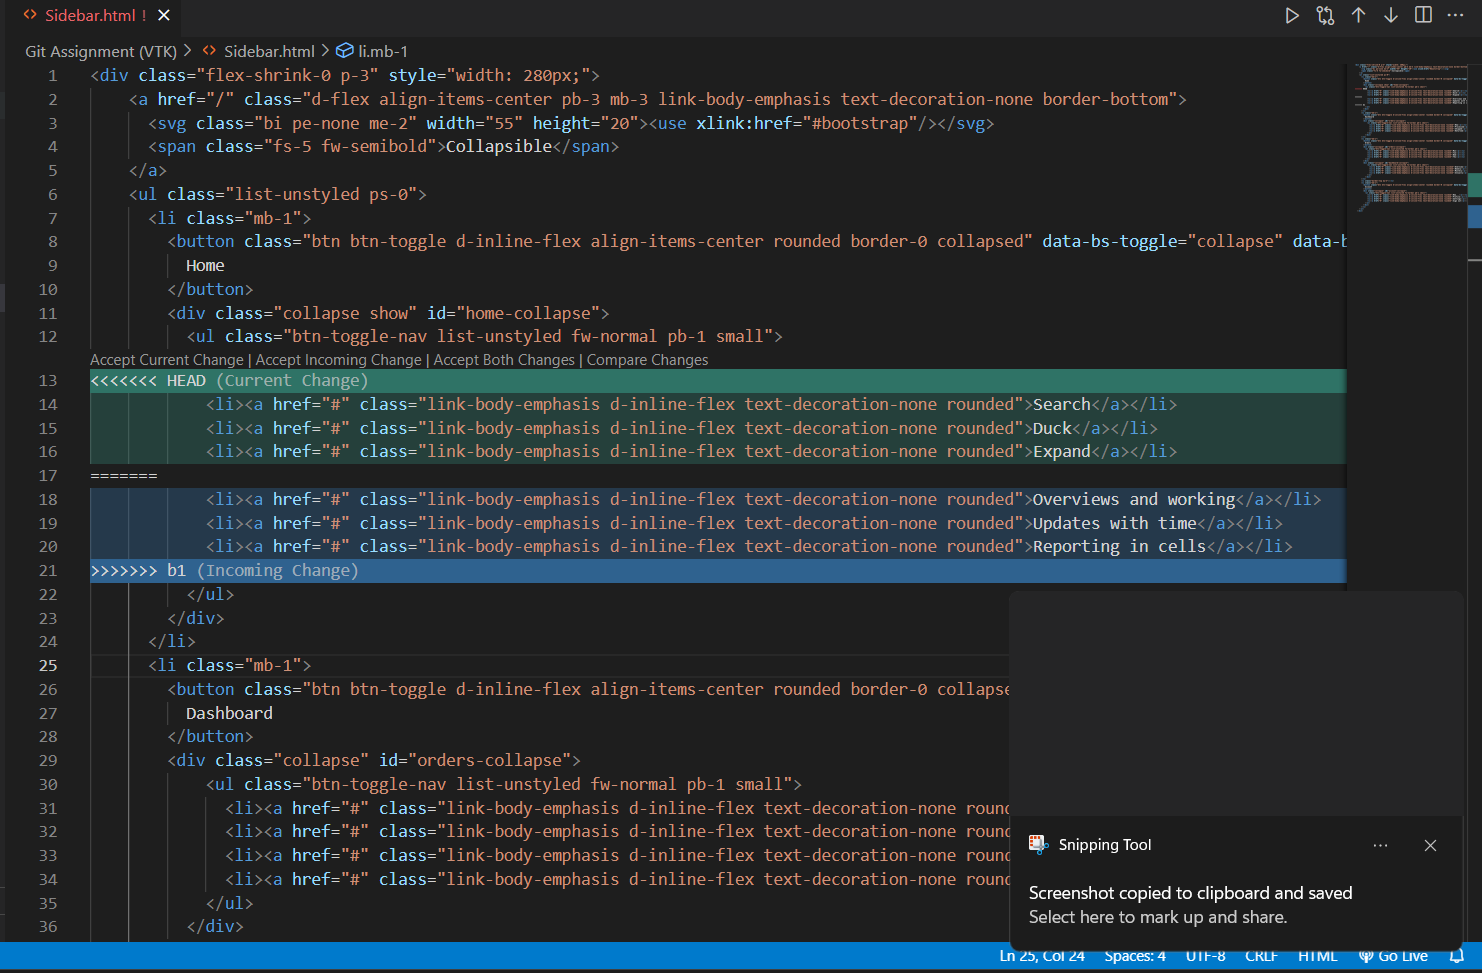 Sidebar.html !
Git Assignment (VTK) > Sidebar.html > li.mb-1
1 <div class="flex-shrink-0 p-3" style="width: 280px;">
2 <a href="/" class="d-flex align-items-center pb-3 mb-3 link-body-emphasis text-decoration-none border-bottom">
3 <svg class="bi pe-none me-2" width="55" height="20"><use xlink:href="#bootstrap"/></svg>
4 <span class="fs-5 fw-semibold">Collapsible</span>
5 </a>
6 <ul class="list-unstyled ps-0">
7 <li class="mb-1">
8 <button class="btn btn-toggle d-inline-flex align-items-center rounded border-0 collapsed" data-bs-toggle="collapse" data-b
9 Home
10 </button>
11 <div class="collapse show" id="home-collapse">
12 <ul class="btn-toggle-nav list-unstyled fw-normal pb-1 small">
Accept Current Change | Accept Incoming Change | Accept Both Changes | Compare Changes
13 <<<<<<< HEAD (Current Change)
14 <li><a href="#" class="link-body-emphasis d-inline-flex text-decoration-none rounded">Search</a></li>
15 <li><a href="#" class="link-body-emphasis d-inline-flex text-decoration-none rounded">Duck</a></li>
16 <li><a href="#" class="link-body-emphasis d-inline-flex text-decoration-none rounded">Expand</a></li>
17 =======
18 <li><a href="#" class="link-body-emphasis d-inline-flex text-decoration-none rounded">Overviews and working</a></li>
19 <li><a href="#" class="link-body-emphasis d-inline-flex text-decoration-none rounded">Updates with time</a></li>
20 <li><a href="#" class="link-body-emphasis d-inline-flex text-decoration-none rounded">Reporting in cells</a></li>
21 >>>>>>> b1 (Incoming Change)
22 </ul>
23 </div>
24 </li>
25 <li class="mb-1">
26 <button class="btn btn-toggle d-inline-flex align-items-center rounded border-0 collapse
27 Dashboard
28 </button>
29 <div class="collapse" id="orders-collapse">
30 <ul class="btn-toggle-nav list-unstyled fw-normal pb-1 small">
31 <li><a href="#" class="link-body-emphasis d-inline-flex text-decoration-none roun
32 <li><a href="#" class="link-body-emphasis d-inline-flex text-decoration-none roun
33 <li><a href="#" class="link-body-emphasis d-inline-flex text-decoration-none roun
34 <li><a href="#" class="link-body-emphasis d-inline-flex text-decoration-none roun
35 </ul>
36 </div>
Snipping Tool
Screenshot copied to clipboard and saved
Select here to mark up and share.
Ln 25, Col 24 Spaces: 4 UTF-8 CRLF HTML Go Live